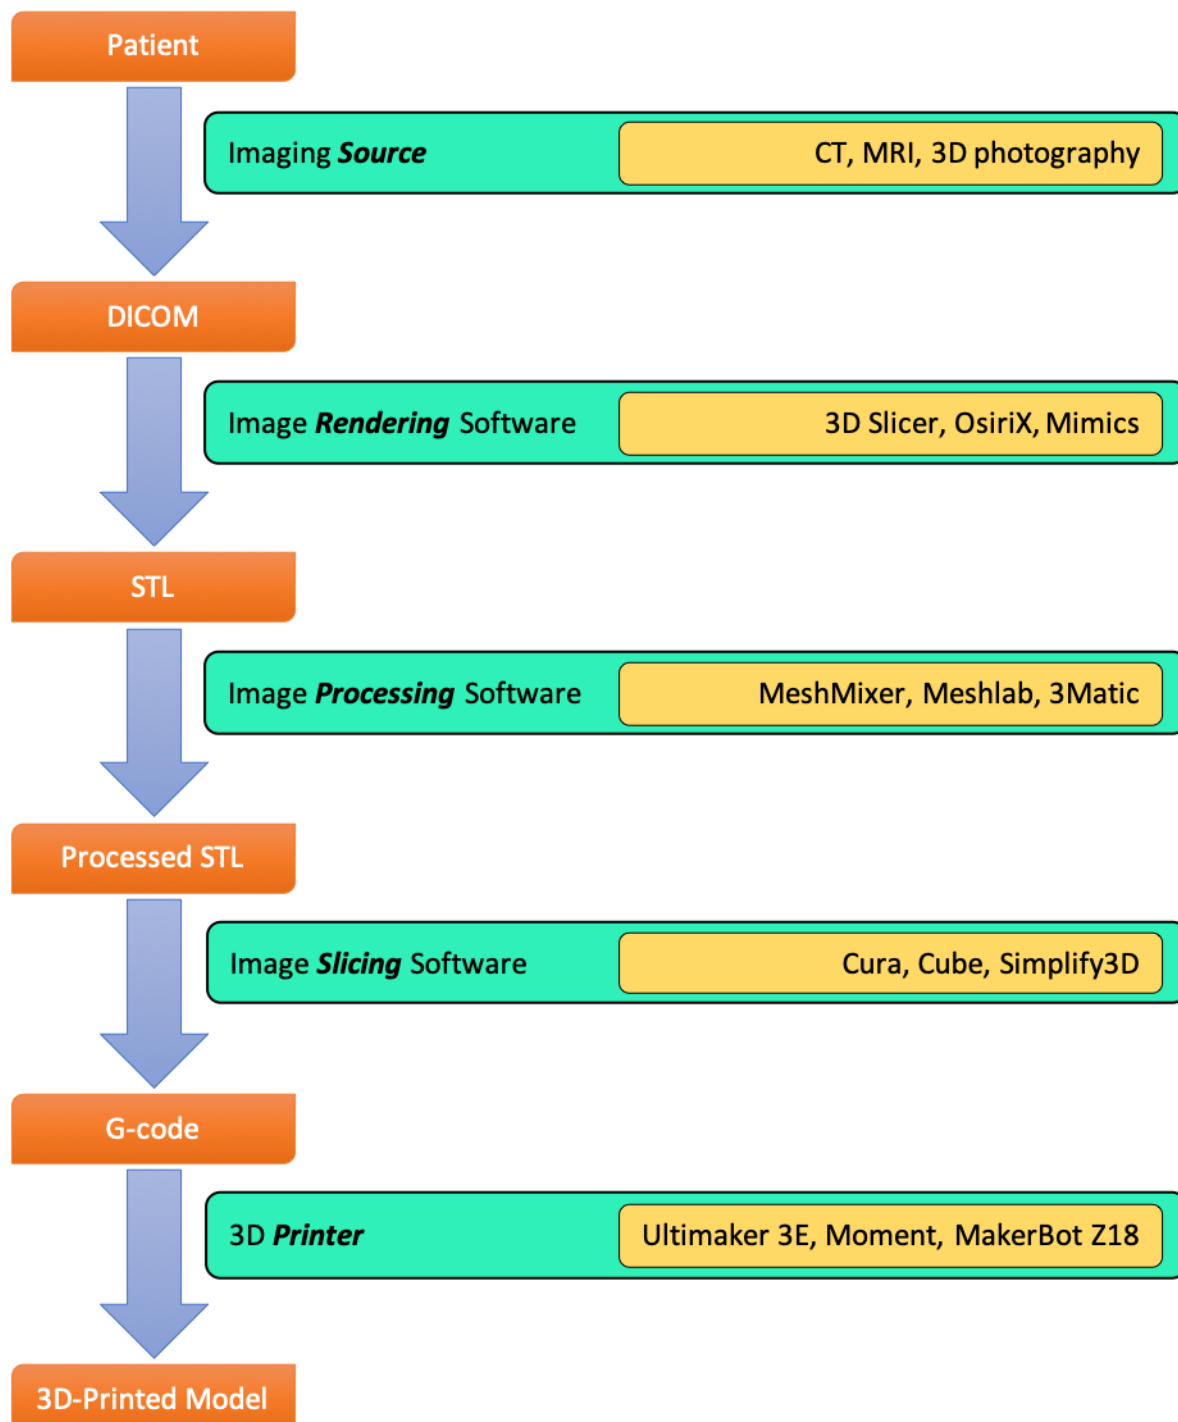 Patient
Imaging Source
CT, MRI, 3D photography
DICOM
Image Rendering Software
3D Slicer, OsiriX, Mimics
STL
Image Processing Software
MeshMixer, Meshlab, 3Matic
Processed STL
Image Slicing Software
Cura, Cube, Simplify3D
G-code
3D Printer
Ultimaker 3E, Moment, MakerBot Z18
3D-Printed Model